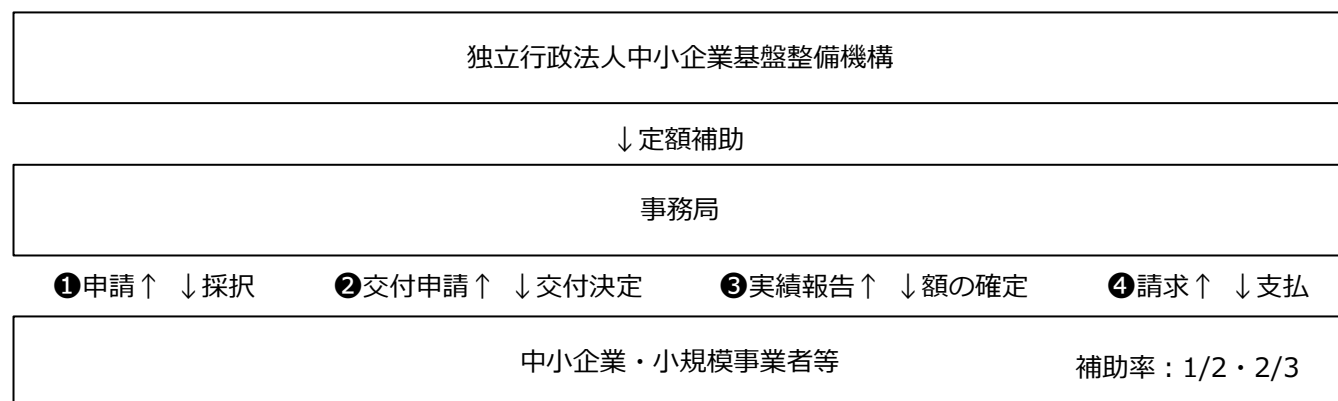 独立行政法人中小企業基盤整備機構
↓定額補助
事務局
❶申請↑ ↓採択 ❷交付申請↑ ↓交付決定 ❸実績報告↑ ↓額の確定 ❹請求↑ ↓支払
中小企業・小規模事業者等 補助率：1/2・2/3